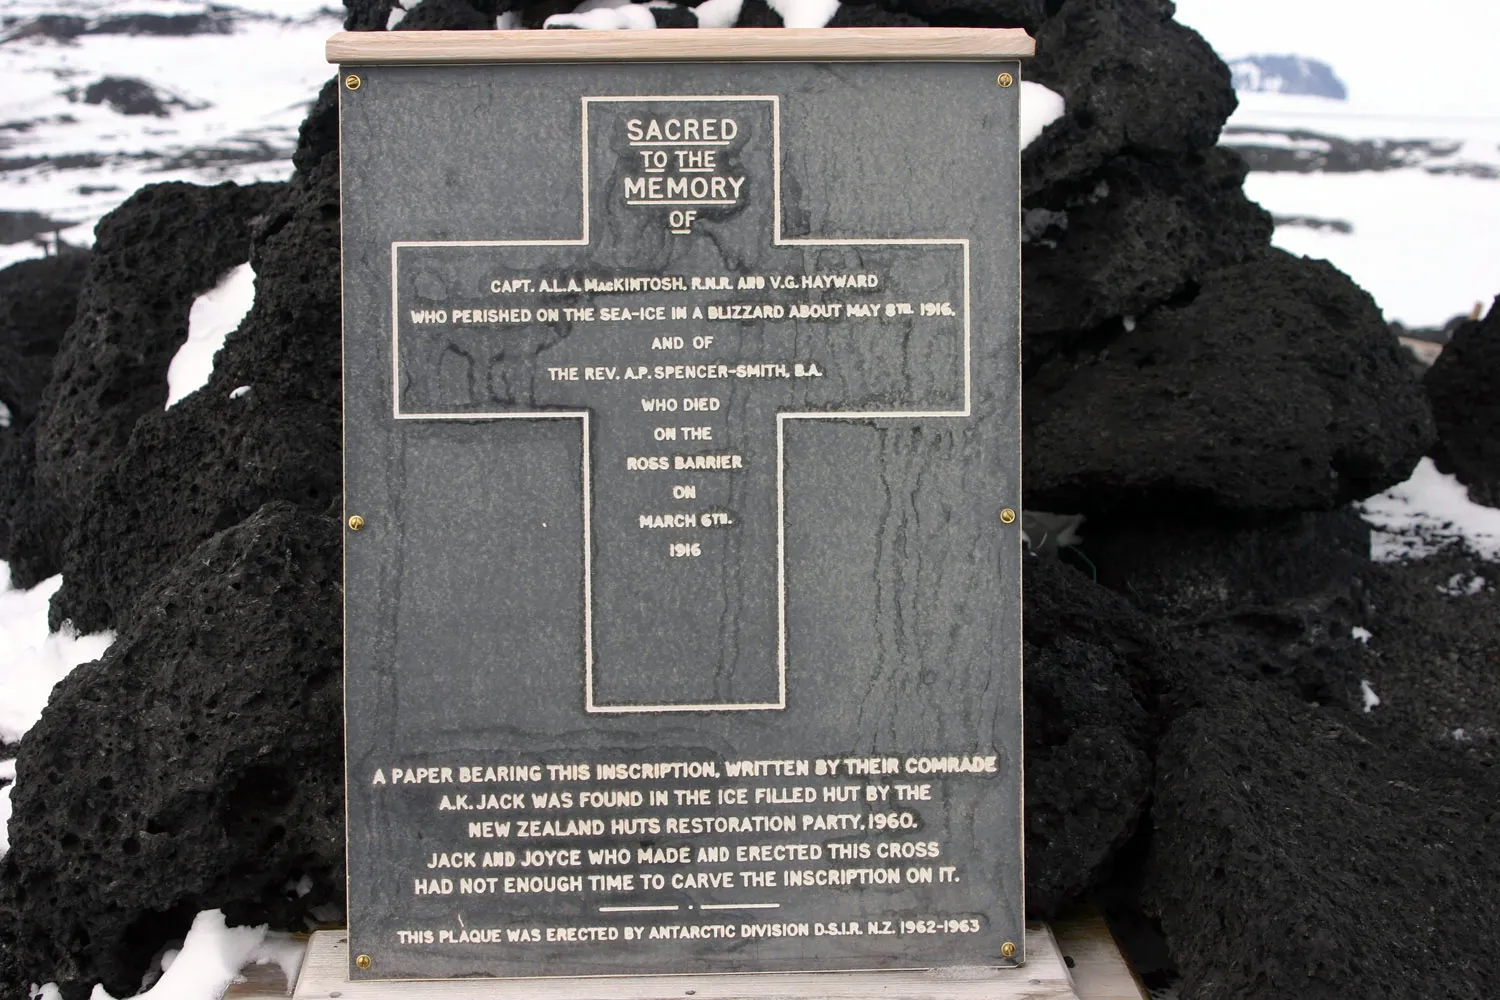 SACRED
TO THE
MEMORY
OF
CAPT. A.L.A. MacKINTOSH, R.N.R. AND V.G. HAYWARD
WHO PERISHED ON THE SEA-ICE IN A BLIZZARD ABOUT MAY 8TH. 1916.
AND OF
THE REV. A.P. SPENCER-SMITH, B.A.
WHO DIED
ON THE
ROSS BARRIER
ON
MARCH 6TH.
1916
A PAPER BEARING THIS INSCRIPTION, WRITTEN BY THEIR COMRADE
A.K. JACK WAS FOUND IN THE ICE FILLED HUT BY THE
NEW ZEALAND HUTS RESTORATION PARTY, 1960.
JACK AND JOYCE WHO MADE AND ERECTED THIS CROSS
HAD NOT ENOUGH TIME TO CARVE THE INSCRIPTION ON IT.
THIS PLAQUE WAS ERECTED BY ANTARCTIC DIVISION D-S.I.R. N.Z. 1962-1963